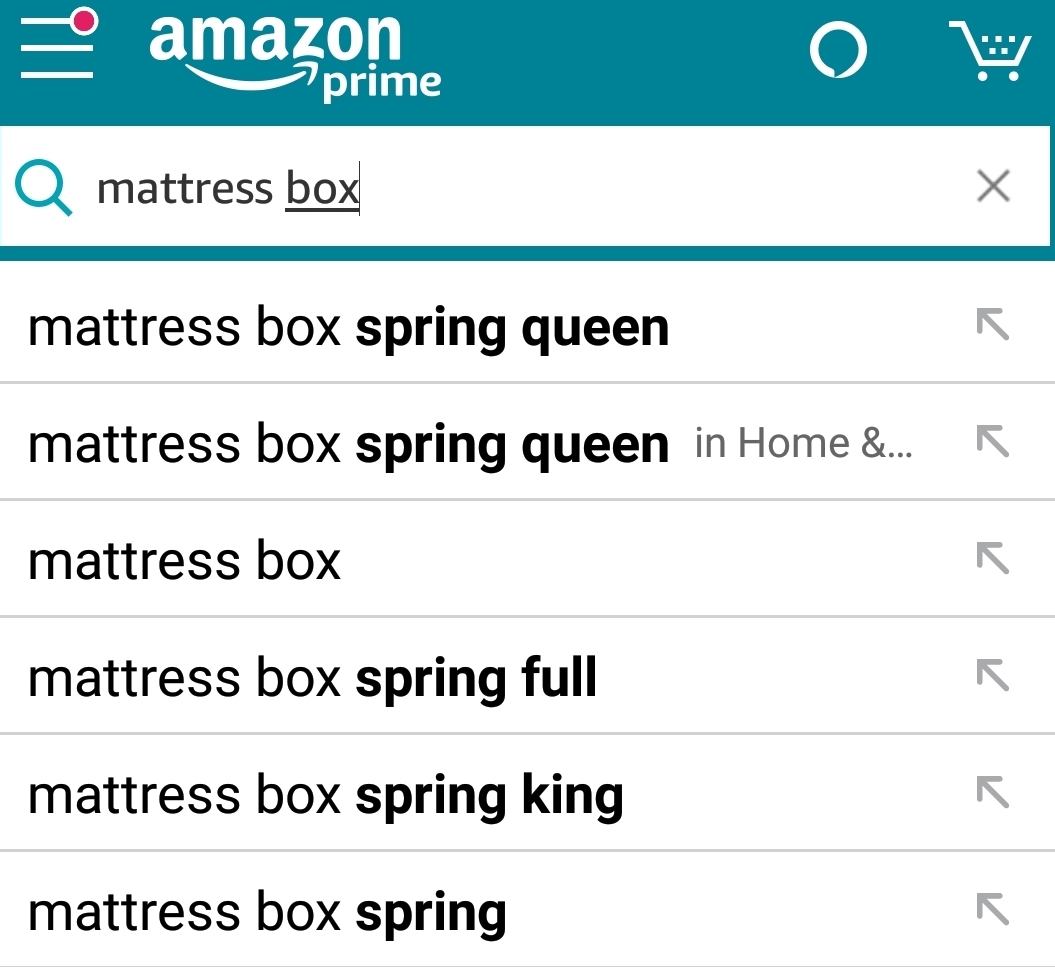 amazon
prime
mattress box
mattress box spring queen
mattress box spring queen in Home &...
mattress box
mattress box spring full
mattress box spring king
mattress box spring